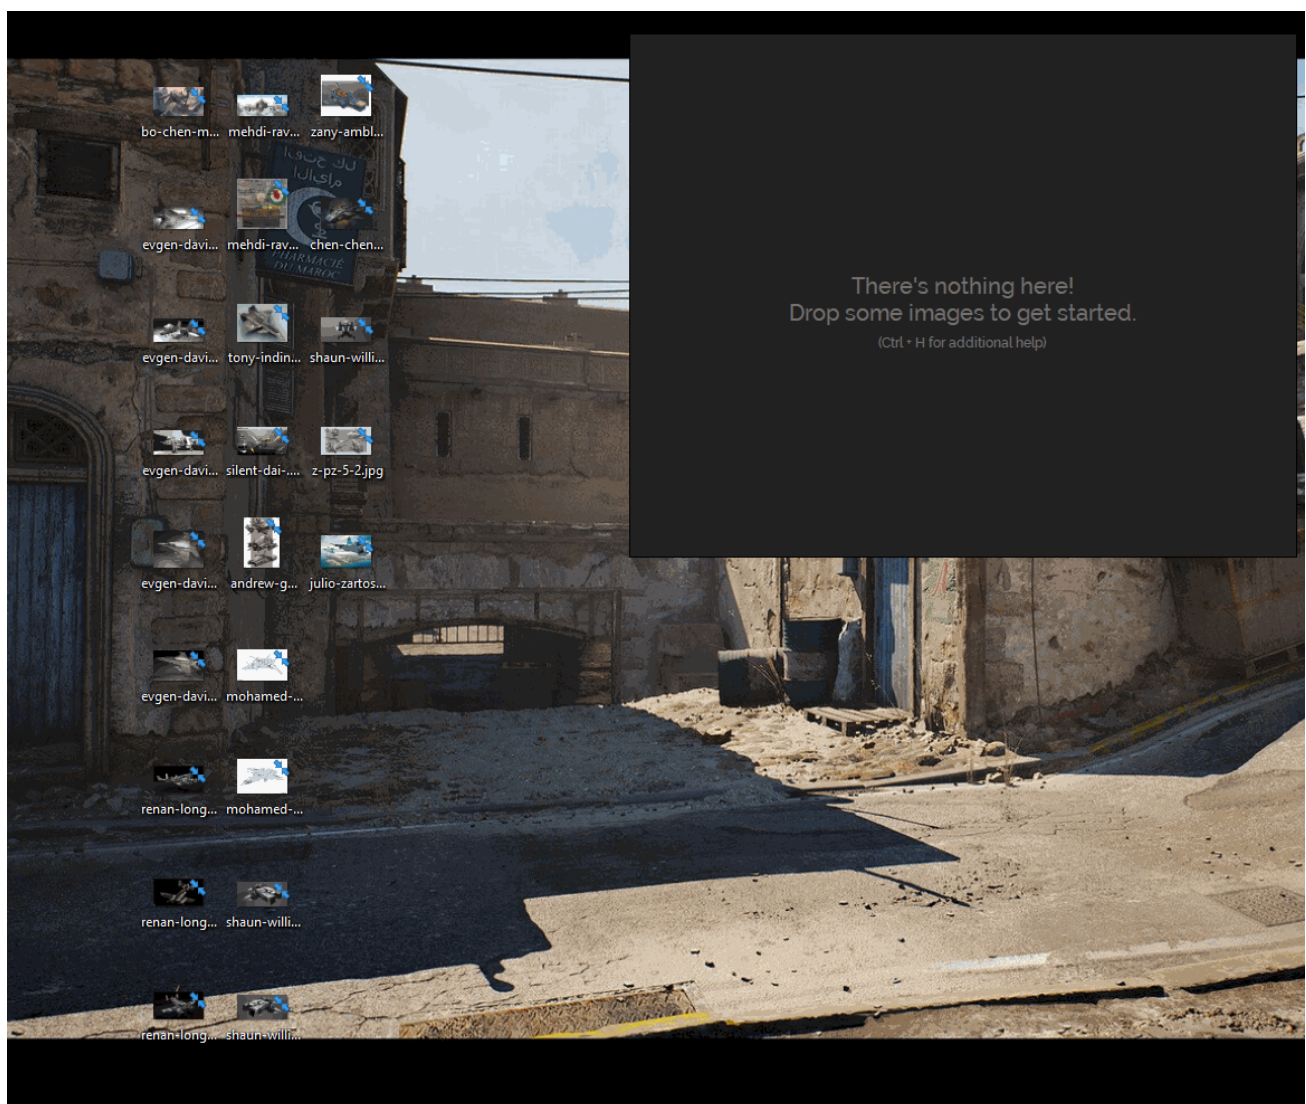 bo-chen-m...
mehdi-rav...
zany-ambl...
evgen-davi...
mehdi-rav...
chen-chen...
evgen-davi...
tony-indin...
shaun-willi...
evgen-davi...
silent-dai-....
z-pz-5-2.jpg
evgen-davi...
andrew-g...
julio-zartos...
evgen-davi...
mohamed-...
renan-long...
mohamed-...
renan-long...
shaun-willi...
renan-long...
shaun-willi...
PHARMACIE
DU MAROC
There's nothing here!
Drop some images to get started.
(Ctrl + H for additional help)